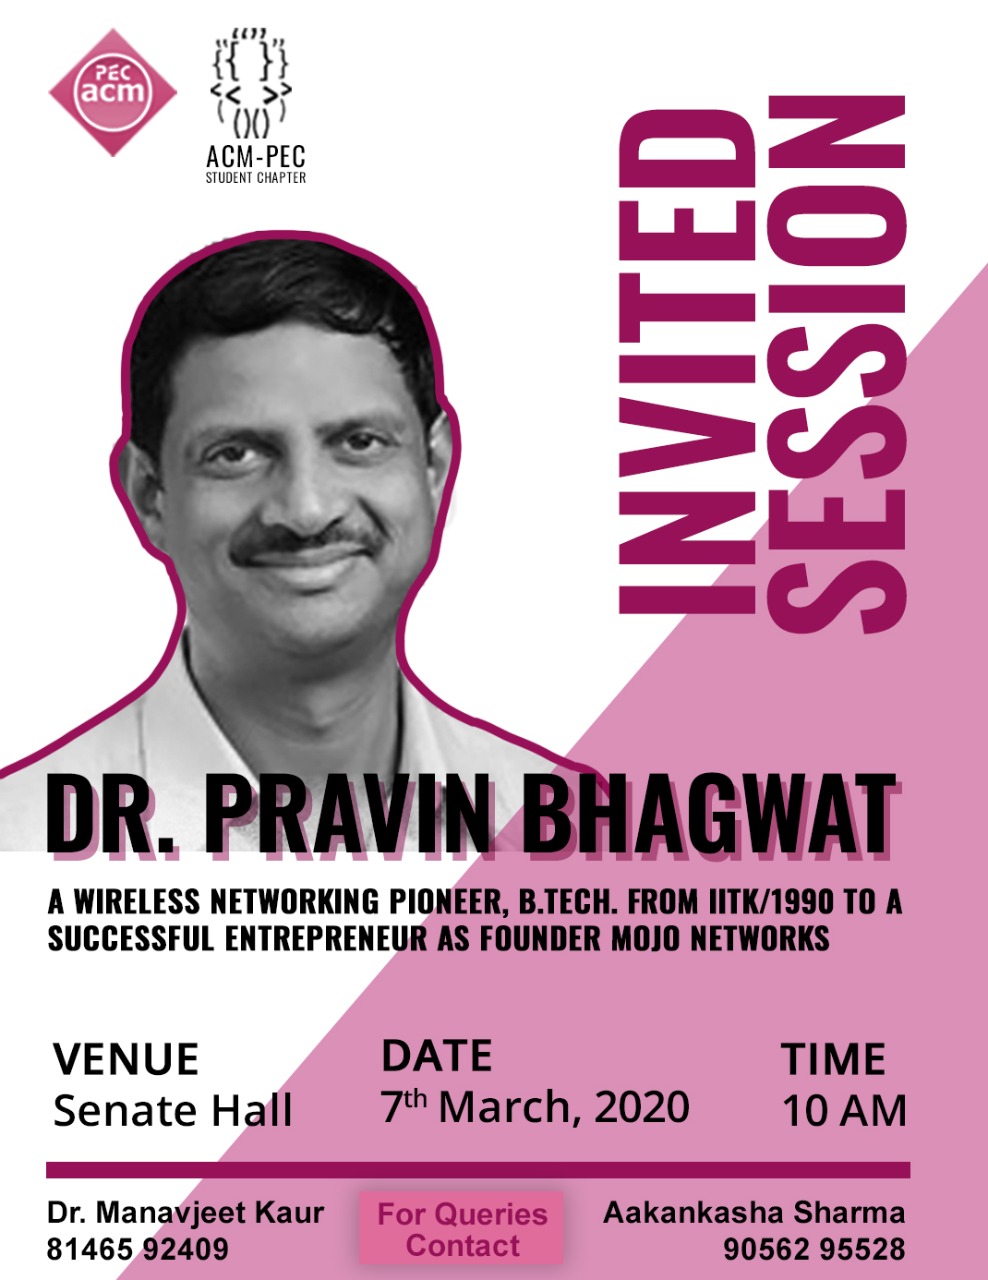 PEC
acm
ACM-PEC
STUDENT CHAPTER
INVITED
SESSION
DR. PRAVIN BHAGWAT
A WIRELESS NETWORKING PIONEER, B.TECH. FROM IITK/1990 TO A
SUCCESSFUL ENTREPRENEUR AS FOUNDER MOJO NETWORKS
VENUE
Senate Hall
DATE
7th March, 2020
TIME
10 AM
Dr. Manavjeet Kaur
81465 92409
For Queries
Contact
Aakankasha Sharma
90562 95528